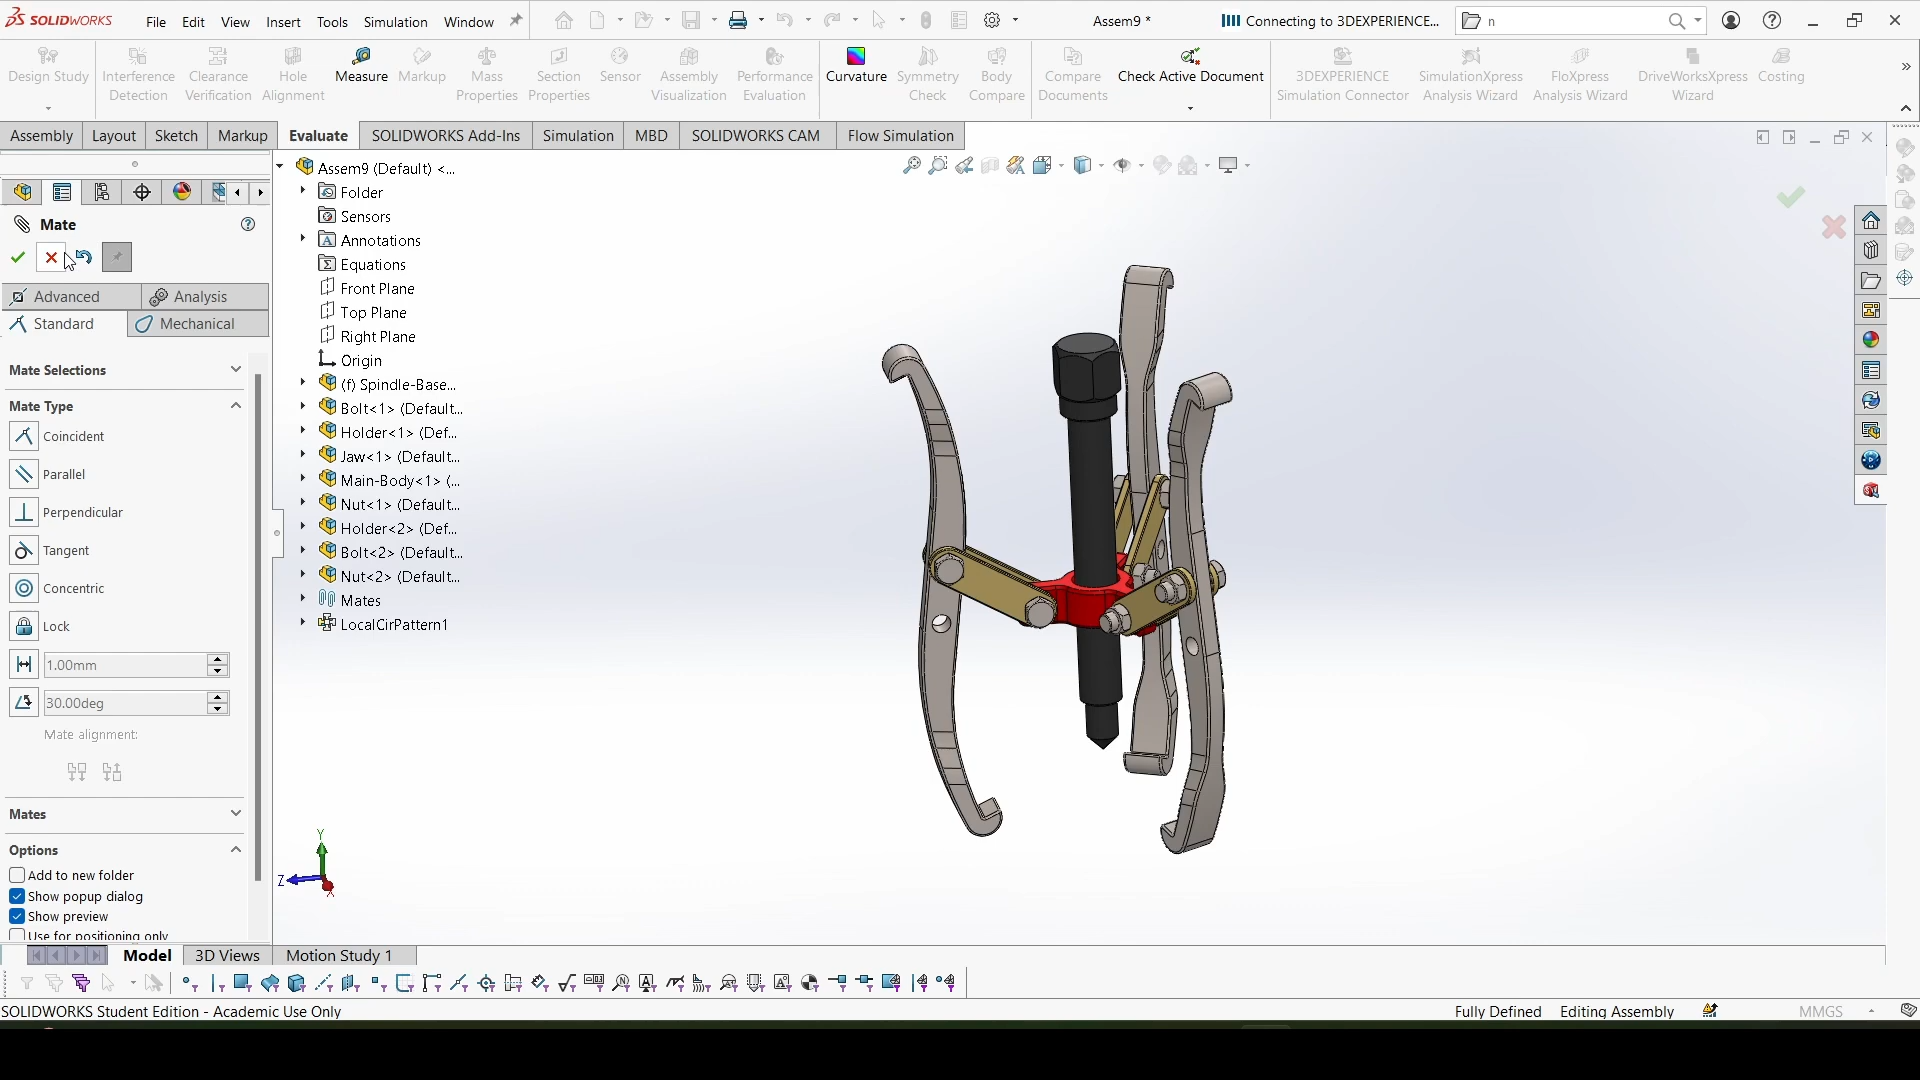 SOLIDWORKS File Edit View Insert Tools Simulation Window Assem9 * Connecting to 3DEXPERIENCE... n
Design Study Interference Detection Clearance Verification Hole Alignment Measure Markup Mass Properties Section Properties Sensor Assembly Visualization Performance Evaluation Curvature Symmetry Check Body Compare Compare Documents Check Active Document 3DEXPERIENCE Simulation Connector SimulationXpress Analysis Wizard FloXpress Analysis Wizard DriveWorksXpress Wizard Costing
Assembly Layout Sketch Markup Evaluate SOLIDWORKS Add-Ins Simulation MBD SOLIDWORKS CAM Flow Simulation
Mate
Advanced Analysis
Standard Mechanical
Mate Selections
Mate Type
Coincident
Parallel
Perpendicular
Tangent
Concentric
Lock
1.00mm
30.00deg
Mate alignment:
Mates
Options
Add to new folder
Show popup dialog
Show preview
Use for positioning only
Assem9 (Default) <...
Folder
Sensors
Annotations
Equations
Front Plane
Top Plane
Right Plane
Origin
(f) Spindle-Base...
Bolt<1> (Default...
Holder<1> (Def...
Jaw<1> (Default...
Main-Body<1> (...
Nut<1> (Default...
Holder<2> (Def...
Bolt<2> (Default...
Nut<2> (Default...
Mates
LocalCirPattern1
Y
Z
X
Model 3D Views Motion Study 1
SOLIDWORKS Student Edition - Academic Use Only Fully Defined Editing Assembly MMGS